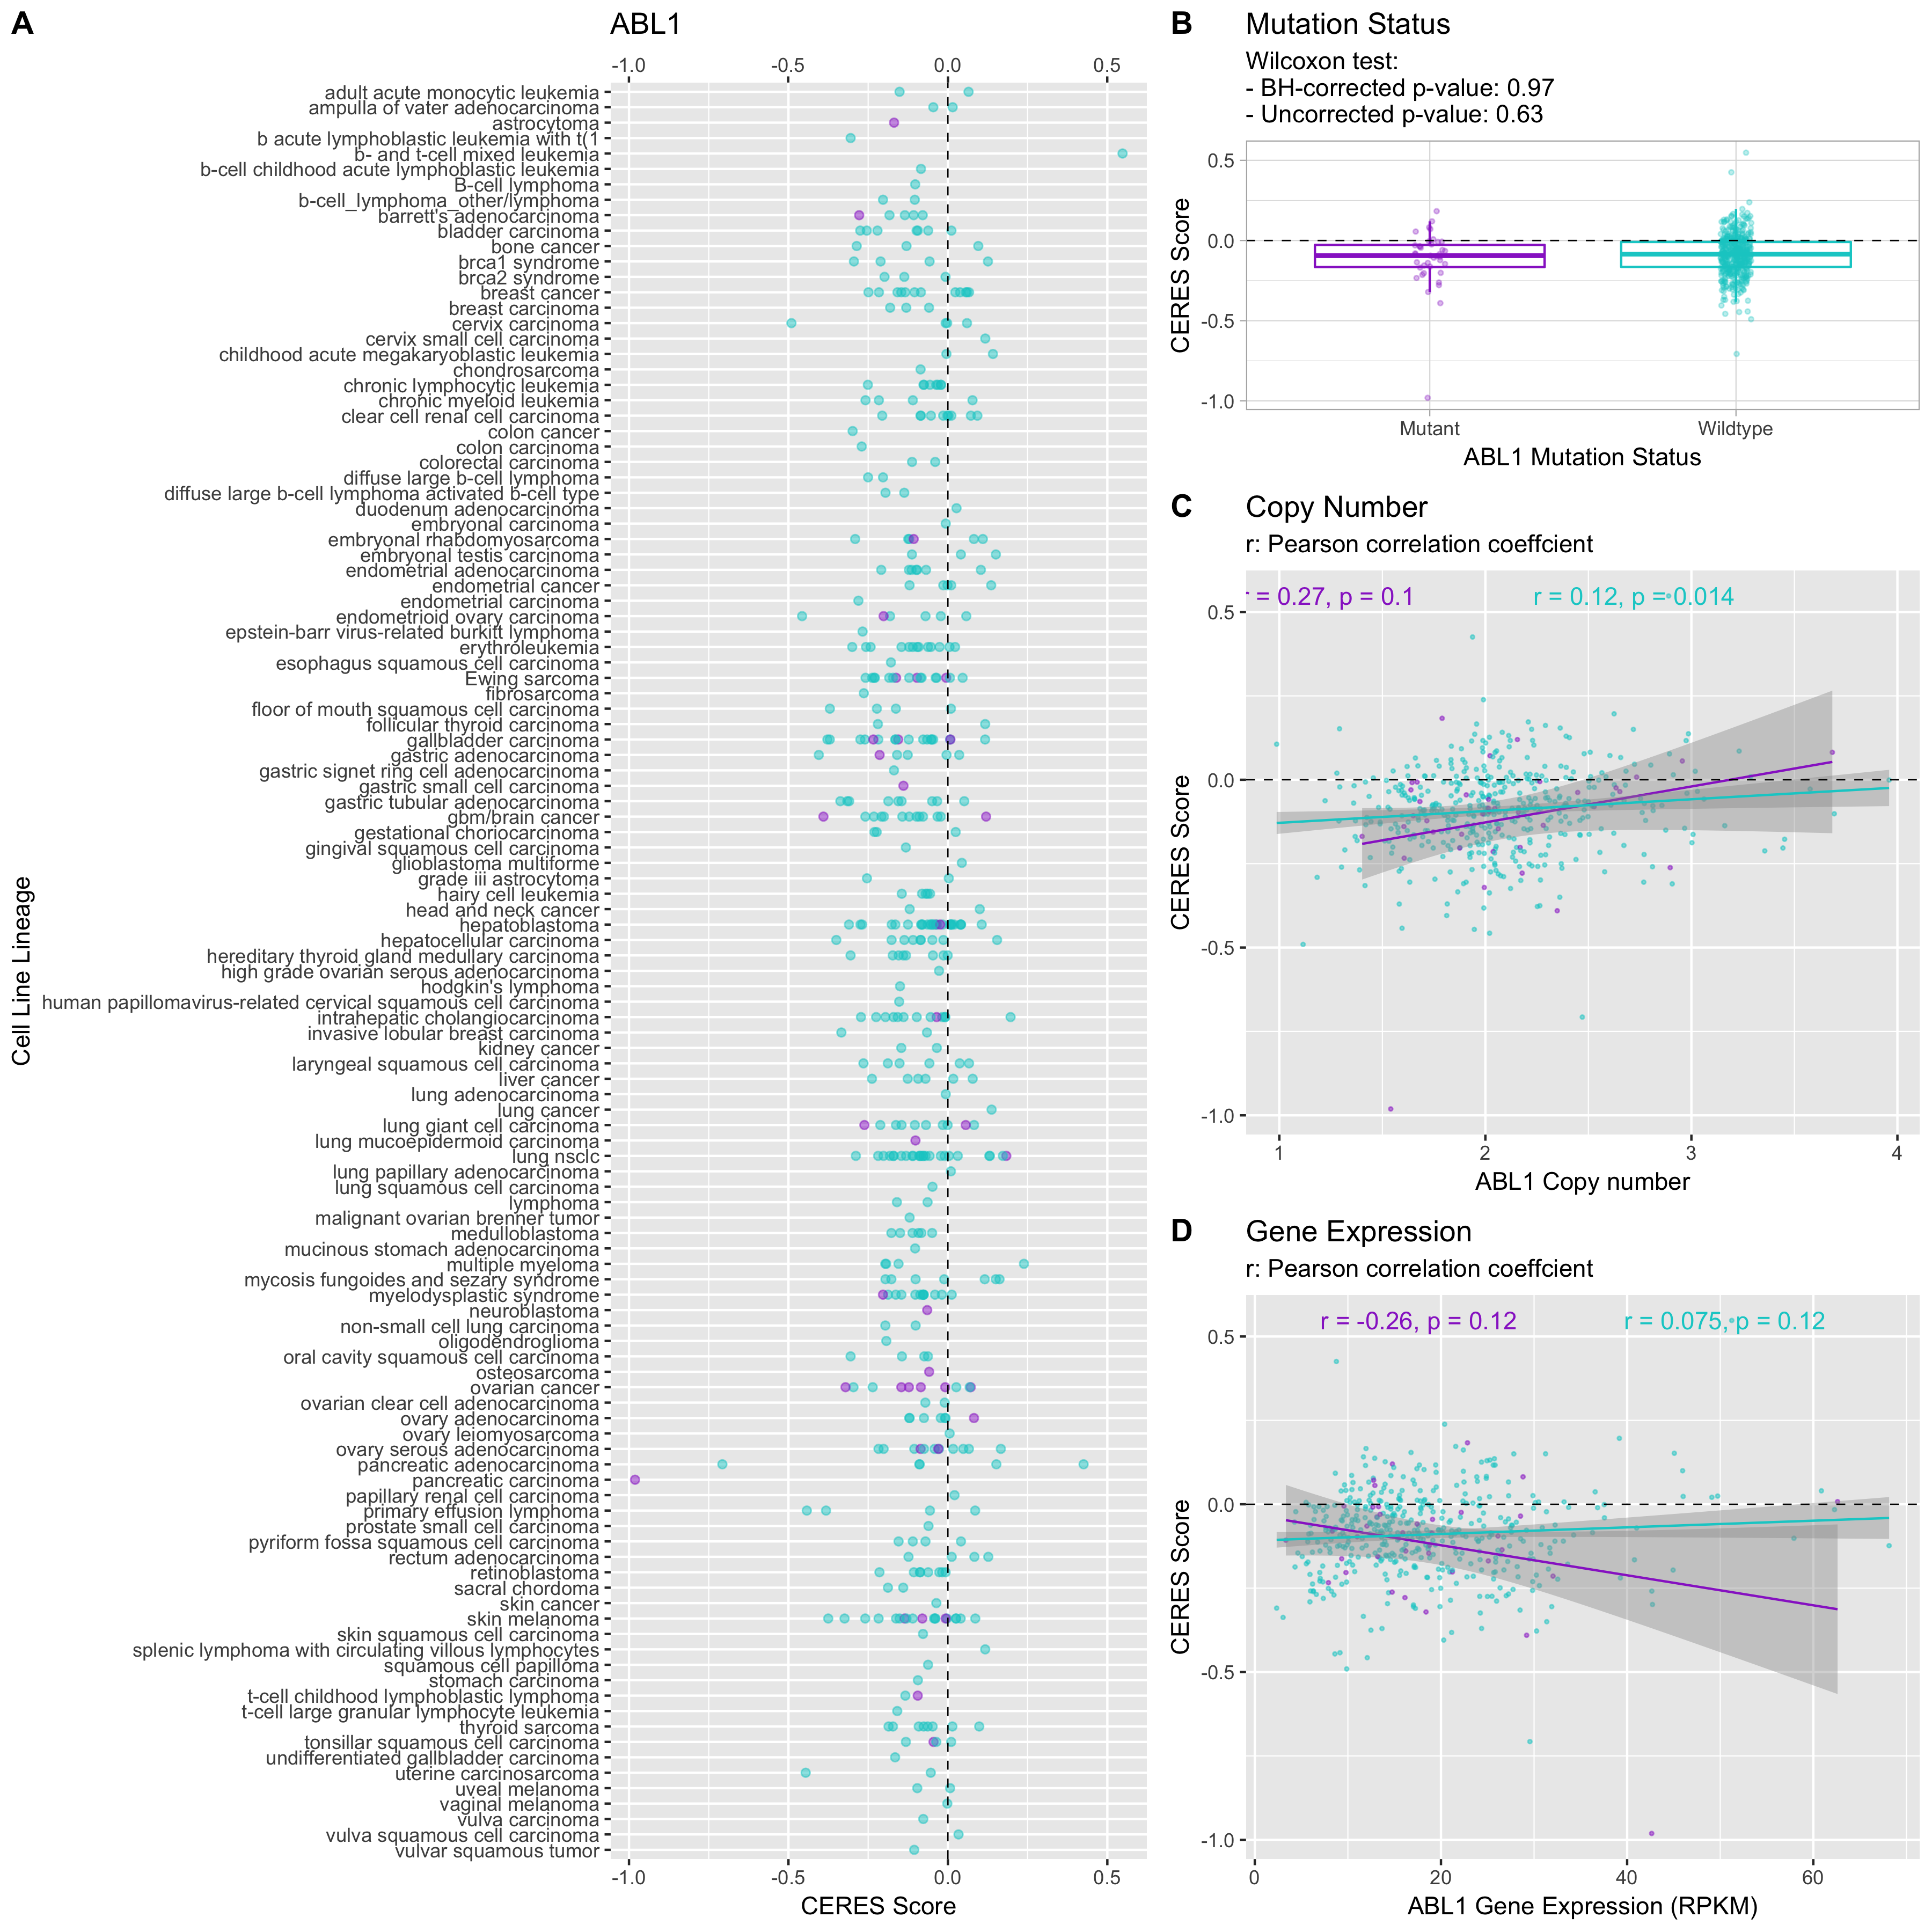 A
ABL1
-1.0 -0.5 0.0 0.5
adult acute monocytic leukemia
ampulla of vater adenocarcinoma
astrocytoma
b acute lymphoblastic leukemia with t(1
b- and t-cell mixed leukemia
b-cell childhood acute lymphoblastic leukemia
B-cell lymphoma
b-cell_lymphoma_other/lymphoma
barrett's adenocarcinoma
bladder carcinoma
bone cancer
brca1 syndrome
brca2 syndrome
breast cancer
breast carcinoma
cervix carcinoma
cervix small cell carcinoma
childhood acute megakaryoblastic leukemia
chondrosarcoma
chronic lymphocytic leukemia
chronic myeloid leukemia
clear cell renal cell carcinoma
colon cancer
colon carcinoma
colorectal carcinoma
diffuse large b-cell lymphoma
diffuse large b-cell lymphoma activated b-cell type
duodenum adenocarcinoma
embryonal carcinoma
embryonal rhabdomyosarcoma
embryonal testis carcinoma
endometrial adenocarcinoma
endometrial cancer
endometrial carcinoma
endometrioid ovary carcinoma
epstein-barr virus-related burkitt lymphoma
erythroleukemia
esophagus squamous cell carcinoma
Ewing sarcoma
fibrosarcoma
floor of mouth squamous cell carcinoma
follicular thyroid carcinoma
gallbladder carcinoma
gastric adenocarcinoma
gastric signet ring cell adenocarcinoma
gastric small cell carcinoma
gastric tubular adenocarcinoma
gbm/brain cancer
gestational choriocarcinoma
gingival squamous cell carcinoma
glioblastoma multiforme
grade iii astrocytoma
hairy cell leukemia
head and neck cancer
hepatoblastoma
hepatocellular carcinoma
hereditary thyroid gland medullary carcinoma
high grade ovarian serous adenocarcinoma
hodgkin's lymphoma
human papillomavirus-related cervical squamous cell carcinoma
intrahepatic cholangiocarcinoma
invasive lobular breast carcinoma
kidney cancer
laryngeal squamous cell carcinoma
liver cancer
lung adenocarcinoma
lung cancer
lung giant cell carcinoma
lung mucoepidermoid carcinoma
lung nsclc
lung papillary adenocarcinoma
lung squamous cell carcinoma
lymphoma
malignant ovarian brenner tumor
medulloblastoma
mucinous stomach adenocarcinoma
multiple myeloma
mycosis fungoides and sezary syndrome
myelodysplastic syndrome
neuroblastoma
non-small cell lung carcinoma
oligodendroglioma
oral cavity squamous cell carcinoma
osteosarcoma
ovarian cancer
ovarian clear cell adenocarcinoma
ovary adenocarcinoma
ovary leiomyosarcoma
ovary serous adenocarcinoma
pancreatic adenocarcinoma
pancreatic carcinoma
papillary renal cell carcinoma
primary effusion lymphoma
prostate small cell carcinoma
pyriform fossa squamous cell carcinoma
rectum adenocarcinoma
retinoblastoma
sacral chordoma
skin cancer
skin melanoma
skin squamous cell carcinoma
splenic lymphoma with circulating villous lymphocytes
squamous cell papilloma
stomach carcinoma
t-cell childhood lymphoblastic lymphoma
t-cell large granular lymphocyte leukemia
thyroid sarcoma
tonsillar squamous cell carcinoma
undifferentiated gallbladder carcinoma
uterine carcinosarcoma
uveal melanoma
vaginal melanoma
vulva carcinoma
vulva squamous cell carcinoma
vulvar squamous tumor
-1.0 -0.5 0.0 0.5
CERES Score
Cell Line Lineage
B
Mutation Status
Wilcoxon test:
- BH-corrected p-value: 0.97
- Uncorrected p-value: 0.63
0.5
0.0
-0.5
-1.0
CERES Score
Mutant Wildtype
ABL1 Mutation Status
C
Copy Number
r: Pearson correlation coeffcient
r = 0.27, p = 0.1 r = 0.12, p = 0.014
0.5
0.0
-0.5
-1.0
CERES Score
1 2 3 4
ABL1 Copy number
D
Gene Expression
r: Pearson correlation coeffcient
r = -0.26, p = 0.12 r = 0.075, p = 0.12
0.5
0.0
-0.5
-1.0
CERES Score
0 20 40 60
ABL1 Gene Expression (RPKM)